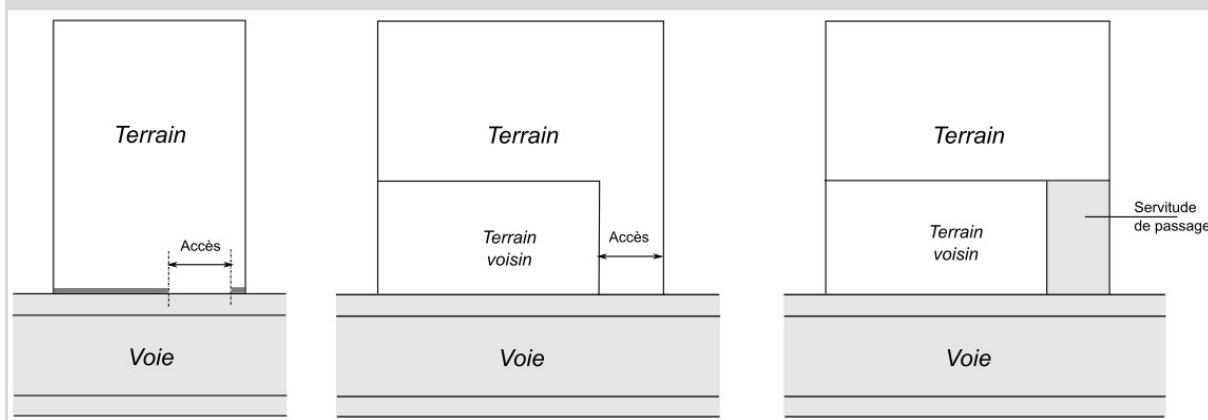 Terrain
Accès
Voie
Terrain
Terrain
voisin
Accès
Voie
Terrain
Terrain
voisin
Servitude
de passage
Voie